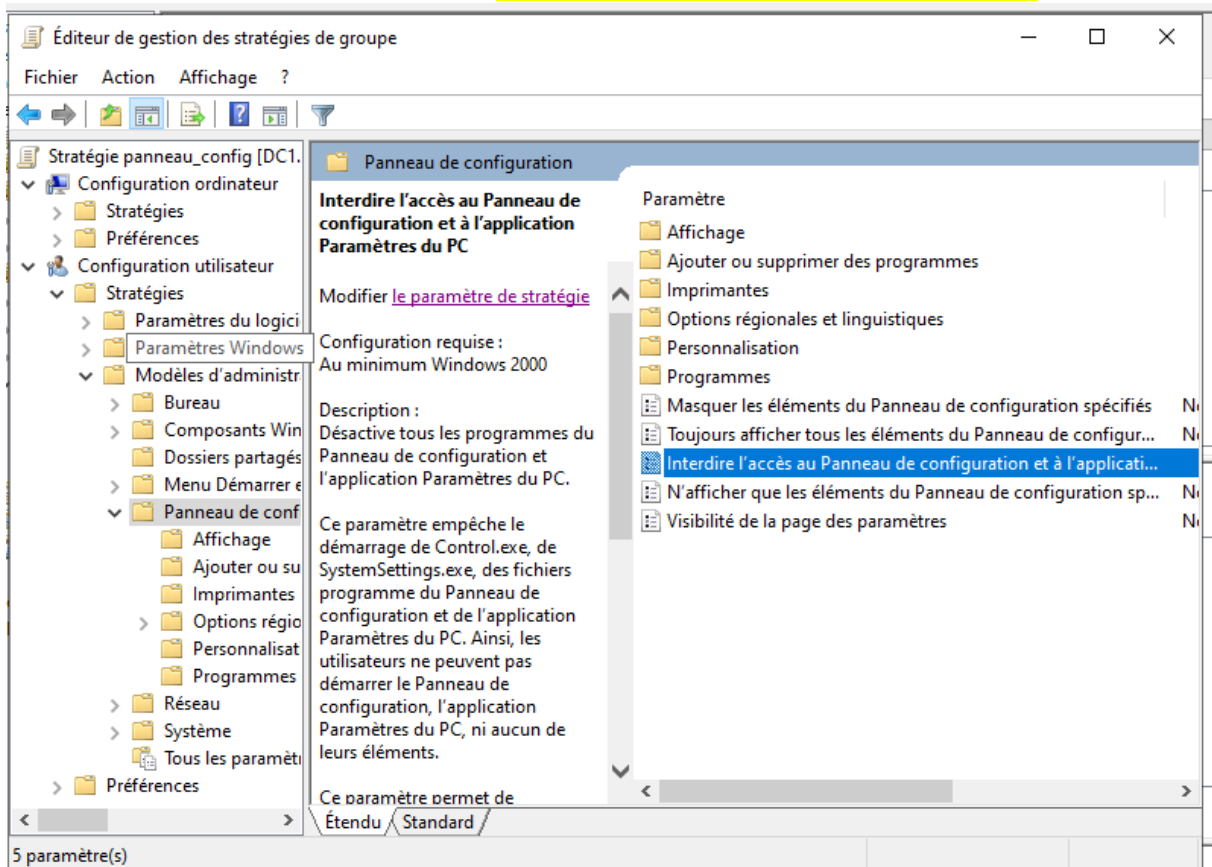 Éditeur de gestion des stratégies de groupe
Fichier Action Affichage ?
Stratégie panneau_config [DC1.
Configuration ordinateur
Stratégies
Préférences
Configuration utilisateur
Stratégies
Paramètres du logici
Paramètres Windows
Modèles d'administr
Bureau
Composants Win
Dossiers partagés
Menu Démarrer e
Panneau de conf
Affichage
Ajouter ou su
Imprimantes
Options régio
Personnalisat
Programmes
Réseau
Système
Tous les paramèt
Préférences
Panneau de configuration
Interdire l'accès au Panneau de
configuration et à l'application
Paramètres du PC
Modifier le paramètre de stratégie
Configuration requise :
Au minimum Windows 2000
Description :
Désactive tous les programmes du
Panneau de configuration et
l'application Paramètres du PC.
Ce paramètre empêche le
démarrage de Control.exe, de
SystemSettings.exe, des fichiers
programme du Panneau de
configuration et de l'application
Paramètres du PC. Ainsi, les
utilisateurs ne peuvent pas
démarrer le Panneau de
configuration, l'application
Paramètres du PC, ni aucun de
leurs éléments.
Ce paramètre permet de
Paramètre
Affichage
Ajouter ou supprimer des programmes
Imprimantes
Options régionales et linguistiques
Personnalisation
Programmes
Masquer les éléments du Panneau de configuration spécifiés
Toujours afficher tous les éléments du Panneau de configur...
Interdire l'accès au Panneau de configuration et à l'applicati...
N'afficher que les éléments du Panneau de configuration sp...
Visibilité de la page des paramètres
Étendu Standard
5 paramètre(s)